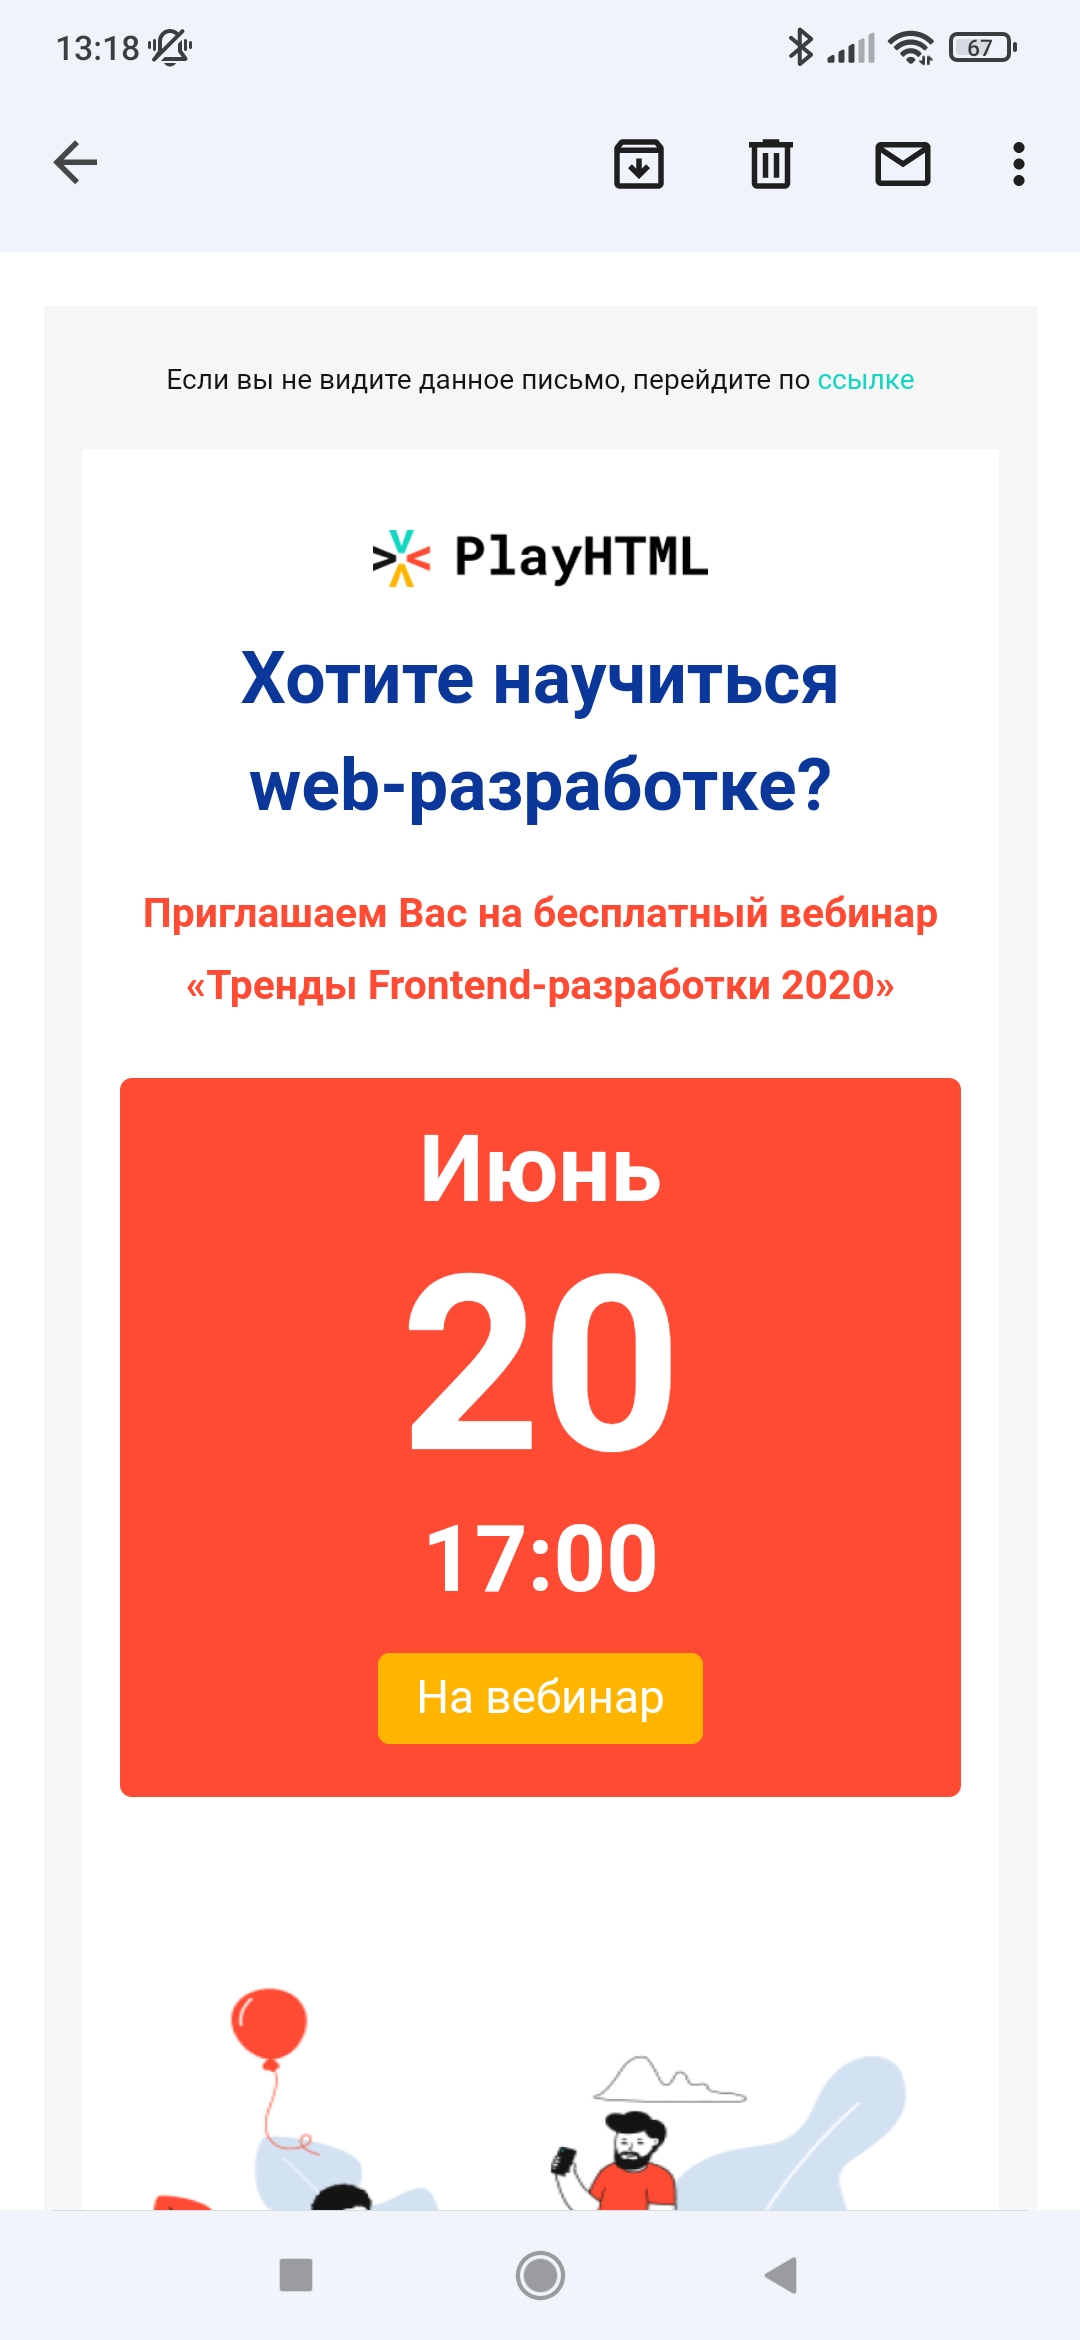 13:18
67
Если вы не видите данное письмо, перейдите по ссылке
PlayHTML
Хотите научиться
web-разработке?
Приглашаем Вас на бесплатный вебинар
«Тренды Frontend-разработки 2020»
Июнь
20
17:00
На вебинар